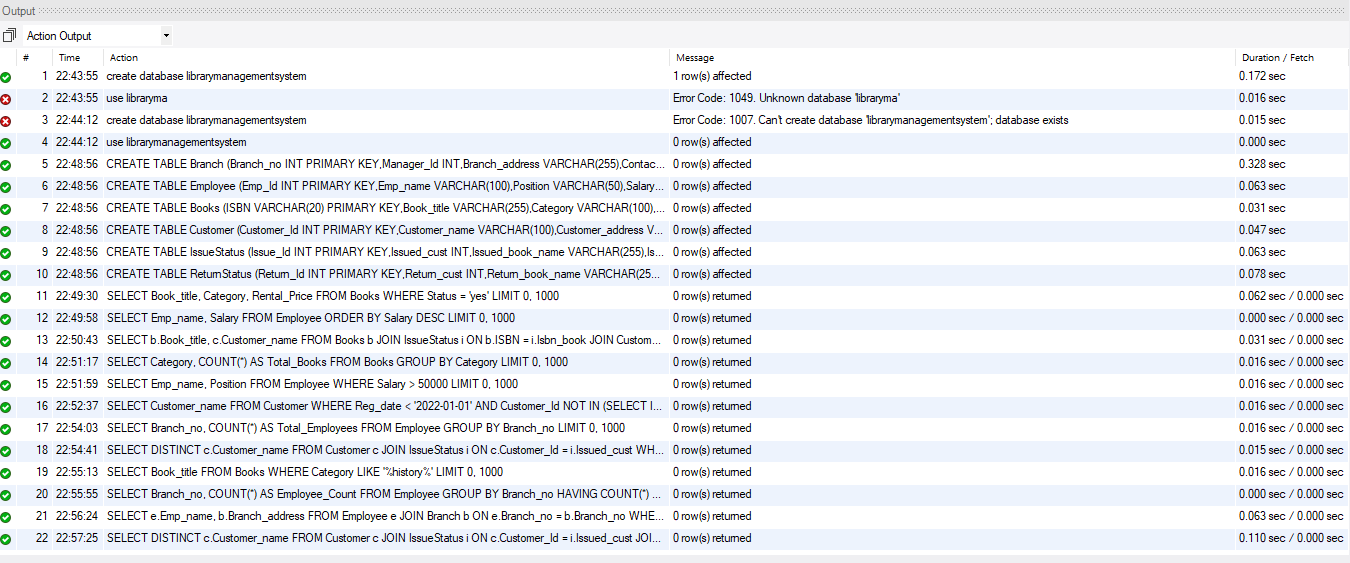 Output
Action Output
# Time Action Message Duration / Fetch
1 22:43:55 create database librarymanagementsystem 1 row(s) affected 0.172 sec
2 22:43:55 use libraryma Error Code: 1049. Unknown database 'libraryma' 0.016 sec
3 22:44:12 create database librarymanagementsystem Error Code: 1007. Can't create database 'librarymanagementsystem'; database exists 0.015 sec
4 22:44:12 use librarymanagementsystem 0 row(s) affected 0.000 sec
5 22:48:56 CREATE TABLE Branch (Branch_no INT PRIMARY KEY,Manager_Id INT,Branch_address VARCHAR(255),Contac... 0 row(s) affected 0.328 sec
6 22:48:56 CREATE TABLE Employee (Emp_Id INT PRIMARY KEY,Emp_name VARCHAR(100),Position VARCHAR(50),Salary... 0 row(s) affected 0.063 sec
7 22:48:56 CREATE TABLE Books (ISBN VARCHAR(20) PRIMARY KEY,Book_title VARCHAR(255),Category VARCHAR(100),... 0 row(s) affected 0.031 sec
8 22:48:56 CREATE TABLE Customer (Customer_Id INT PRIMARY KEY,Customer_name VARCHAR(100),Customer_address V... 0 row(s) affected 0.047 sec
9 22:48:56 CREATE TABLE IssueStatus (Issue_Id INT PRIMARY KEY,Issued_cust INT,Issued_book_name VARCHAR(255),Is... 0 row(s) affected 0.063 sec
10 22:48:56 CREATE TABLE ReturnStatus (Return_Id INT PRIMARY KEY,Return_cust INT,Return_book_name VARCHAR(25... 0 row(s) affected 0.078 sec
11 22:49:30 SELECT Book_title, Category, Rental_Price FROM Books WHERE Status = 'yes' LIMIT 0, 1000 0 row(s) returned 0.062 sec / 0.000 sec
12 22:49:58 SELECT Emp_name, Salary FROM Employee ORDER BY Salary DESC LIMIT 0, 1000 0 row(s) returned 0.000 sec / 0.000 sec
13 22:50:43 SELECT b.Book_title, c.Customer_name FROM Books b JOIN IssueStatus i ON b.ISBN = i.Isbn_book JOIN Custom... 0 row(s) returned 0.031 sec / 0.000 sec
14 22:51:17 SELECT Category, COUNT(*) AS Total_Books FROM Books GROUP BY Category LIMIT 0, 1000 0 row(s) returned 0.016 sec / 0.000 sec
15 22:51:59 SELECT Emp_name, Position FROM Employee WHERE Salary > 50000 LIMIT 0, 1000 0 row(s) returned 0.016 sec / 0.000 sec
16 22:52:37 SELECT Customer_name FROM Customer WHERE Reg_date < '2022-01-01' AND Customer_Id NOT IN (SELECT I... 0 row(s) returned 0.016 sec / 0.000 sec
17 22:54:03 SELECT Branch_no, COUNT(*) AS Total_Employees FROM Employee GROUP BY Branch_no LIMIT 0, 1000 0 row(s) returned 0.016 sec / 0.000 sec
18 22:54:41 SELECT DISTINCT c.Customer_name FROM Customer c JOIN IssueStatus i ON c.Customer_Id = i.Issued_cust WH... 0 row(s) returned 0.015 sec / 0.000 sec
19 22:55:13 SELECT Book_title FROM Books WHERE Category LIKE '%history%' LIMIT 0, 1000 0 row(s) returned 0.016 sec / 0.000 sec
20 22:55:55 SELECT Branch_no, COUNT(*) AS Employee_Count FROM Employee GROUP BY Branch_no HAVING COUNT(*) ... 0 row(s) returned 0.000 sec / 0.000 sec
21 22:56:24 SELECT e.Emp_name, b.Branch_address FROM Employee e JOIN Branch b ON e.Branch_no = b.Branch_no WHE... 0 row(s) returned 0.063 sec / 0.000 sec
22 22:57:25 SELECT DISTINCT c.Customer_name FROM Customer c JOIN IssueStatus i ON c.Customer_Id = i.Issued_cust JOI... 0 row(s) returned 0.110 sec / 0.000 sec